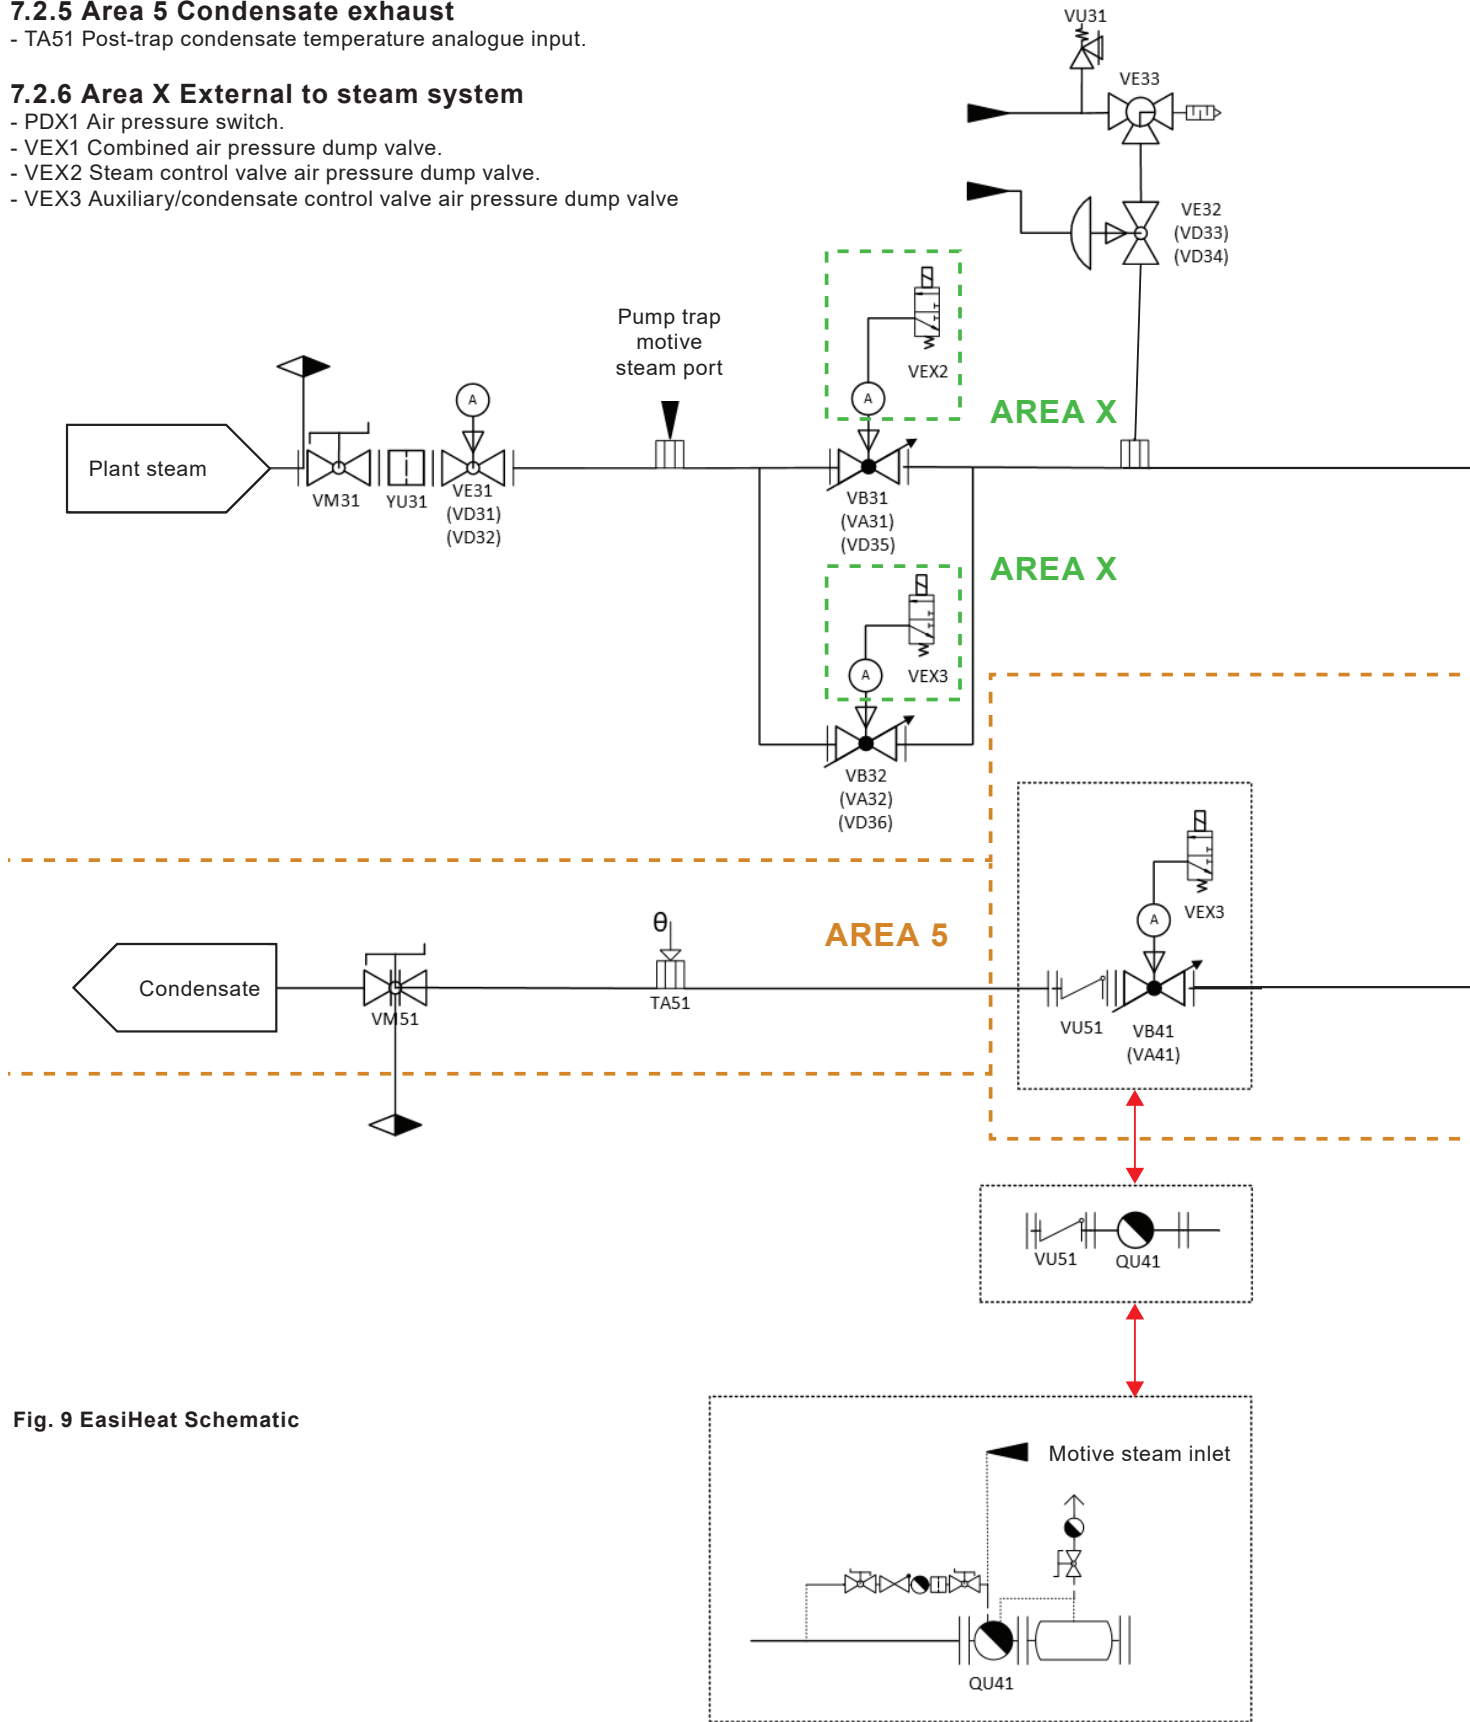 7.2.5 Area 5 Condensate exhaust
- TA51 Post-trap condensate temperature analogue input.
7.2.6 Area X External to steam system
- PDX1 Air pressure switch.
- VEX1 Combined air pressure dump valve.
- VEX2 Steam control valve air pressure dump valve.
- VEX3 Auxiliary/condensate control valve air pressure dump valve
VU31
VE33
VE32
(VD33)
(VD34)
Pump trap
motive
steam port
VEX2
A
AREA X
A
Plant steam
VM31
YU31
VE31
(VD31)
(VD32)
VB31
(VA31)
(VD35)
AREA X
VEX3
A
VB32
(VA32)
(VD36)
VEX3
A
θ
AREA 5
Condensate
VM51
TA51
VU51
VB41
(VA41)
VU51
QU41
Fig. 9 EasiHeat Schematic
Motive steam inlet
QU41